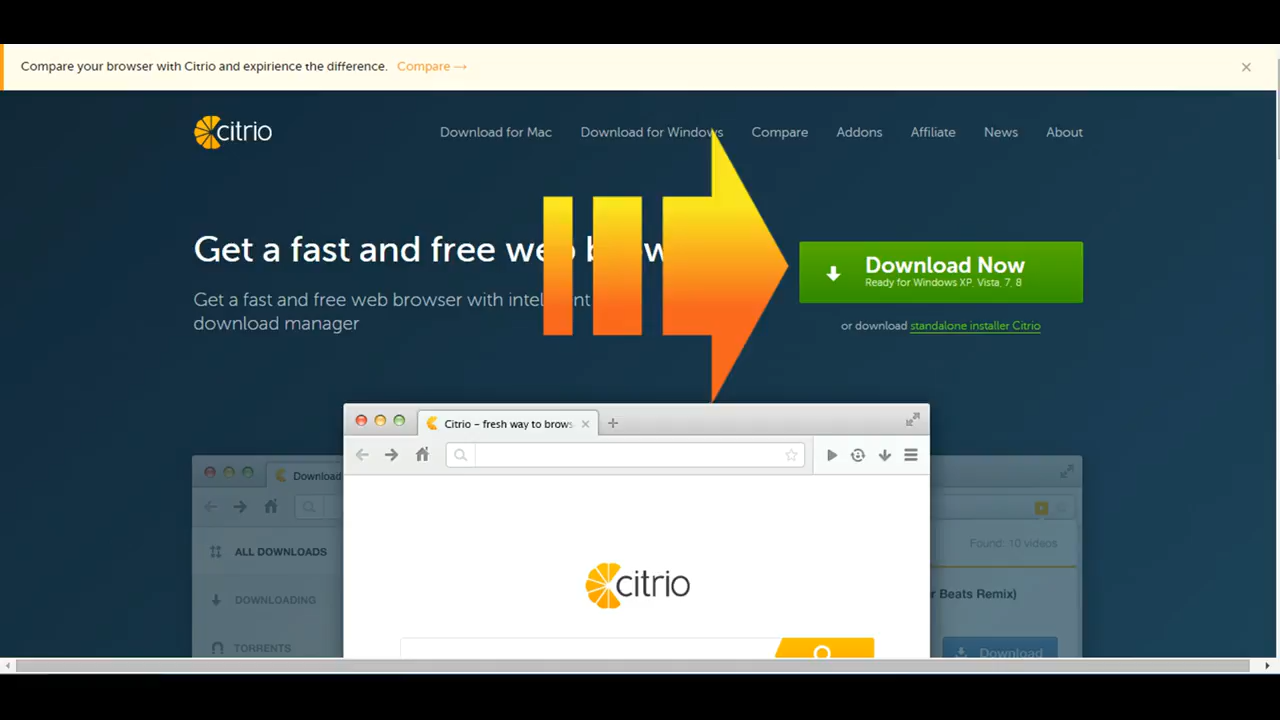 Compare your browser with Citrio and expirience the difference. Compare →
citrio
Download for Mac Download for Windows Compare Addons Affiliate News About
Get a fast and free we
Get a fast and free web browser with intelligent
download manager
Download Now
Ready for Windows XP, Vista, 7, 8
or download standalone installer Citrio
Citrio – fresh way to brows
Download
ALL DOWNLOADS
DOWNLOADING
TORRENTS
citrio
Found: 10 videos
r Beats Remix)
Download